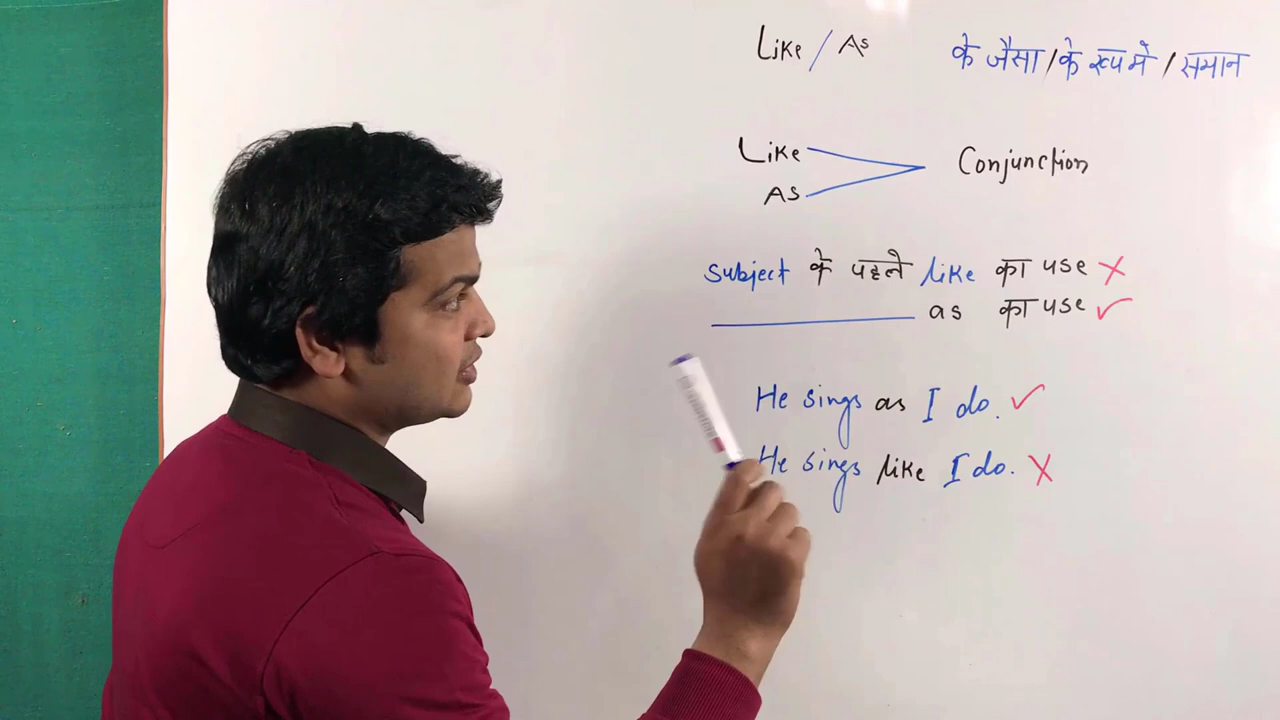 Like / As के जैसा / के रूप मे / समान
Like
As
Conjunction
Subject के पहले like का use ✗
as का use ✓
He sings as I do. ✓
He sings like I do. ✗